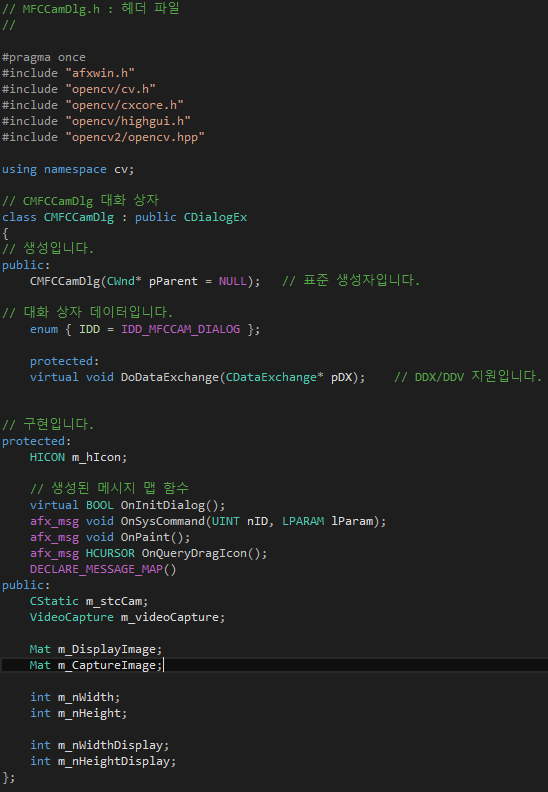 // MFCCamDlg.h : 헤더 파일
//
#pragma once
#include "afxwin.h"
#include "opencv/cv.h"
#include "opencv/cxcore.h"
#include "opencv/highgui.h"
#include "opencv2/opencv.hpp"
using namespace cv;
// CMFCCamDlg 대화 상자
class CMFCCamDlg : public CDialogEx
{
// 생성입니다.
public:
CMFCCamDlg(CWnd* pParent = NULL);   // 표준 생성자입니다.
// 대화 상자 데이터입니다.
enum { IDD = IDD_MFCCAM_DIALOG };
protected:
virtual void DoDataExchange(CDataExchange* pDX);    // DDX/DDV 지원입니다.
// 구현입니다.
protected:
HICON m_hIcon;
// 생성된 메시지 맵 함수
virtual BOOL OnInitDialog();
afx_msg void OnSysCommand(UINT nID, LPARAM lParam);
afx_msg void OnPaint();
afx_msg HCURSOR OnQueryDragIcon();
DECLARE_MESSAGE_MAP()
public:
CStatic m_stcCam;
VideoCapture m_videoCapture;
Mat m_DisplayImage;
Mat m_CaptureImage;
int m_nWidth;
int m_nHeight;
int m_nWidthDisplay;
int m_nHeightDisplay;
};